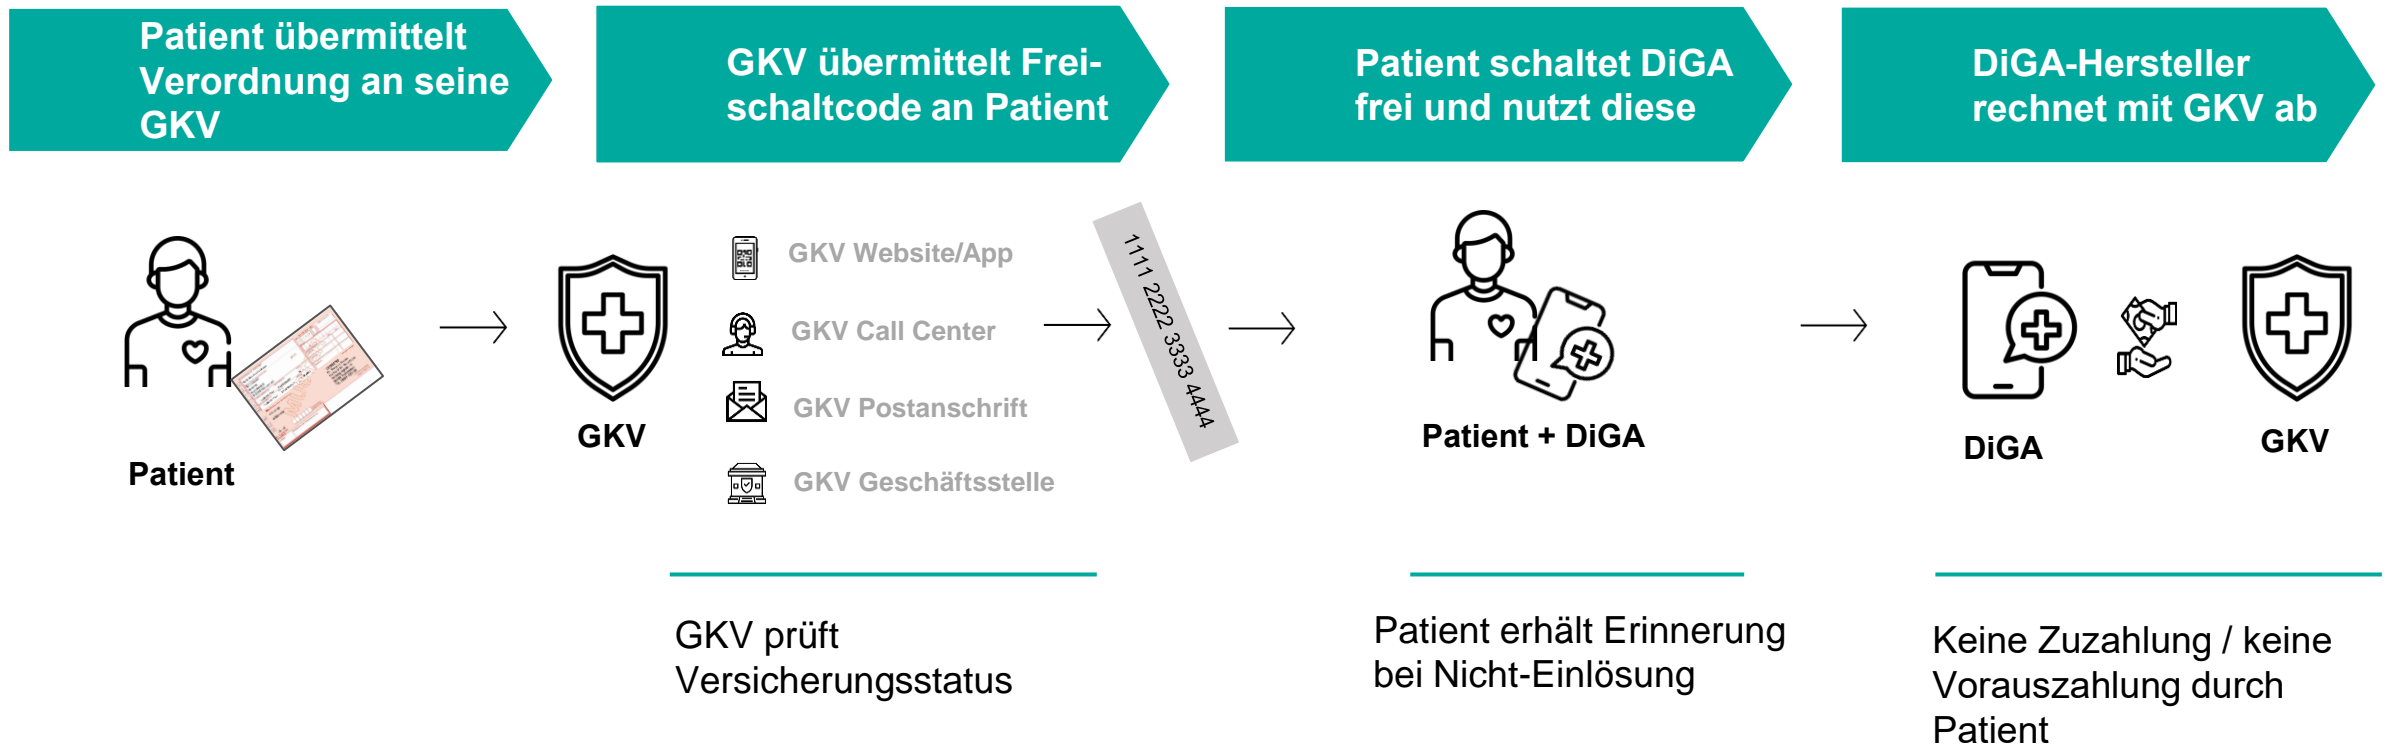 Patient übermittelt
Verordnung an seine
GKV
GKV übermittelt Frei-
schaltcode an Patient
Patient schaltet DiGA
frei und nutzt diese
DiGA-Hersteller
rechnet mit GKV ab
Patient
GKV
GKV Website/App
GKV Call Center
GKV Postanschrift
GKV Geschäftsstelle
1111 2222 3333 4444
Patient + DiGA
DiGA
GKV
GKV prüft
Versicherungsstatus
Patient erhält Erinnerung
bei Nicht-Einlösung
Keine Zuzahlung / keine
Vorauszahlung durch
Patient